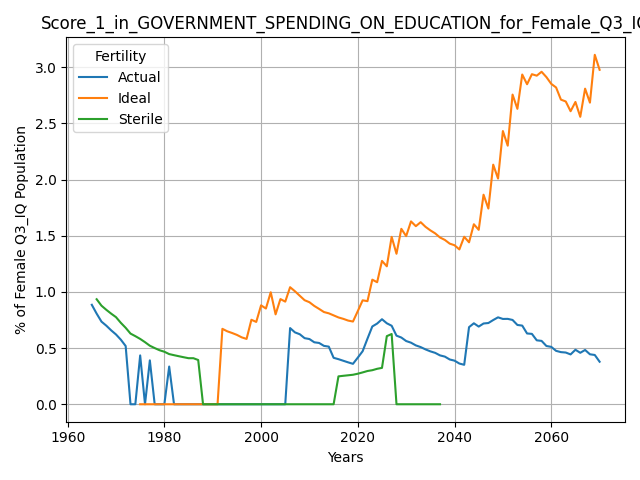 Score_1_in_GOVERNMENT_SPENDING_ON_EDUCATION_for_Female_Q3_IQ
Fertility
Actual
Ideal
Sterile
% of Female Q3_IQ Population
3.0
2.5
2.0
1.5
1.0
0.5
0.0
1960 1980 2000 2020 2040 2060
Years